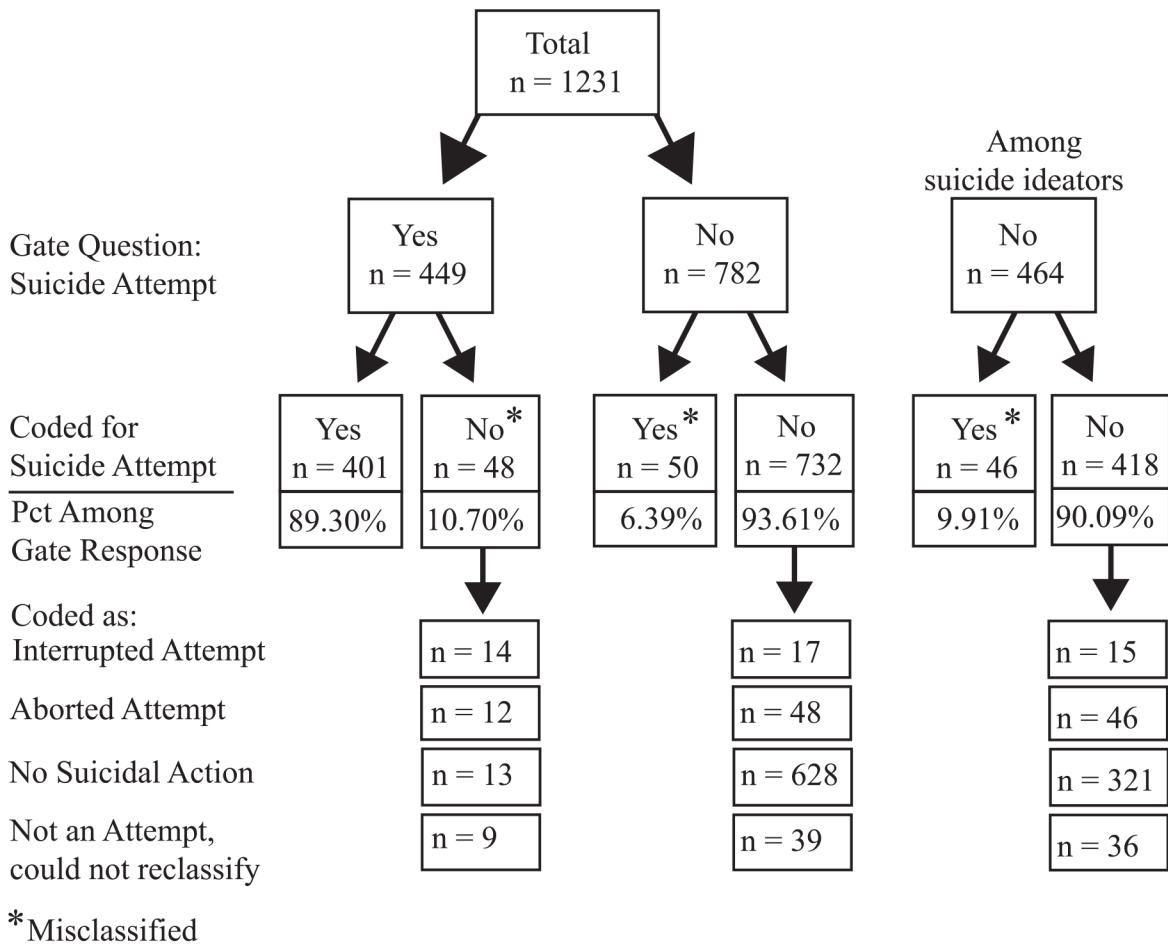 Total
n = 1231
Among
suicide ideators
Gate Question:
Suicide Attempt
Yes
n = 449
No
n = 782
No
n = 464
Coded for
Suicide Attempt
Yes
n = 401
No*
n = 48
Yes*
n = 50
No
n = 732
Yes*
n = 46
No
n = 418
Pct Among
Gate Response
89.30%
10.70%
6.39%
93.61%
9.91%
90.09%
Coded as:
Interrupted Attempt
n = 14
n = 17
n = 15
Aborted Attempt
n = 12
n = 48
n = 46
No Suicidal Action
n = 13
n = 628
n = 321
Not an Attempt,
could not reclassify
n = 9
n = 39
n = 36
*Misclassified